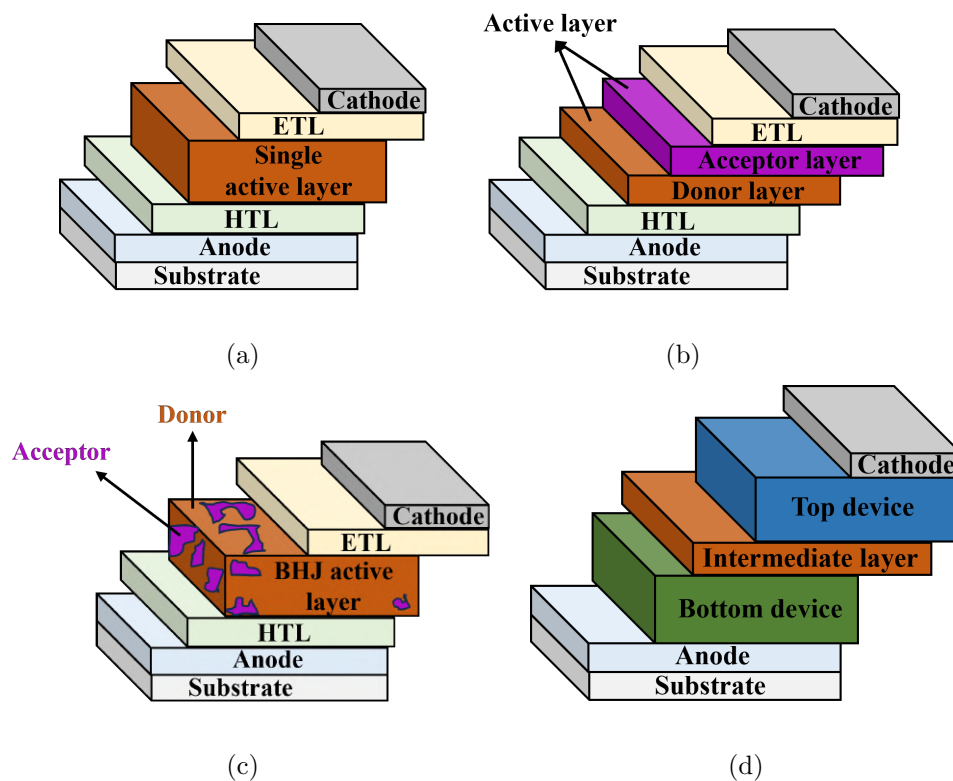 Cathode
ETL
Single
active layer
HTL
Anode
Substrate
(a)
Active layer
Cathode
ETL
Acceptor layer
Donor layer
HTL
Anode
Substrate
(b)
Donor
Acceptor
Cathode
ETL
BHJ active
layer
HTL
Anode
Substrate
(c)
Cathode
Top device
Intermediate layer
Bottom device
Anode
Substrate
(d)